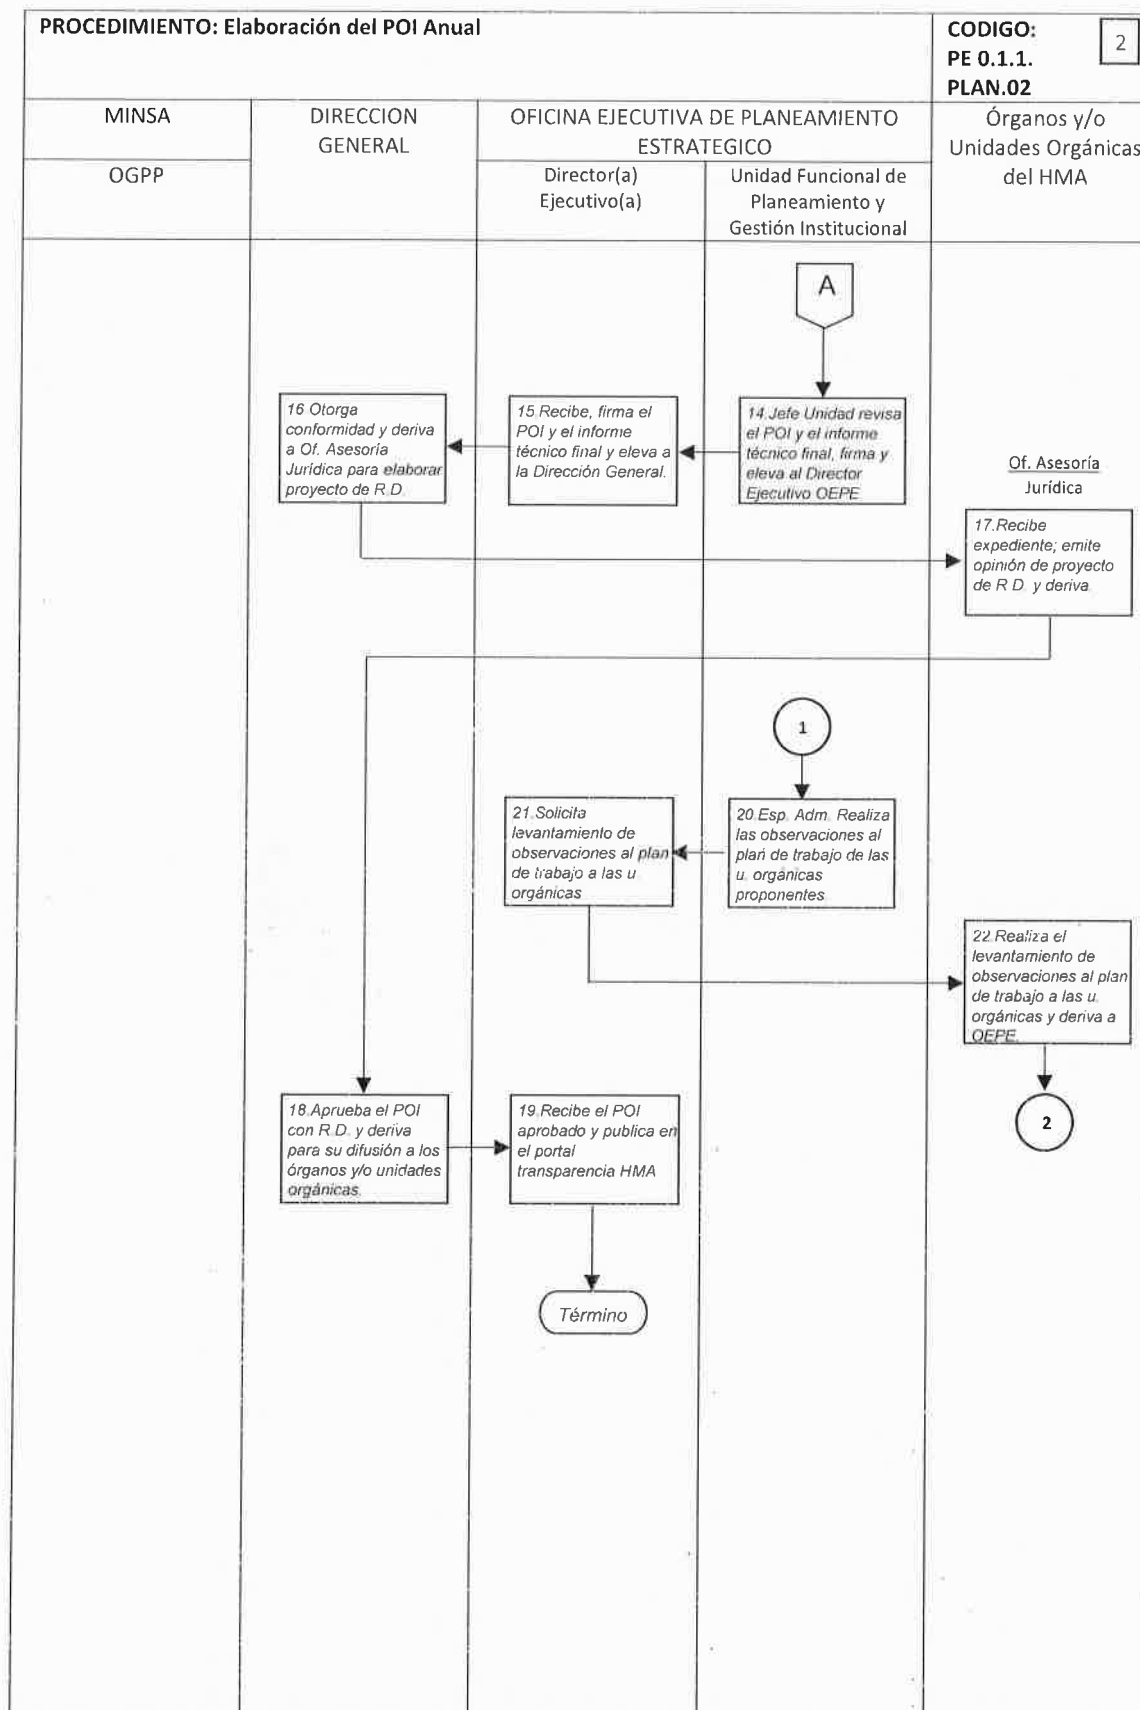 PROCEDIMIENTO: Elaboración del POI Anual
CODIGO:
PE 0.1.1.
PLAN.02
2
MINSA
OGPP
DIRECCION
GENERAL
OFICINA EJECUTIVA DE PLANEAMIENTO
ESTRATEGICO
Director(a)
Ejecutivo(a)
Unidad Funcional de
Planeamiento y
Gestión Institucional
Órganos y/o
Unidades Orgánicas
del HMA
A
16 Otorga
conformidad y deriva
a Of. Asesoría
Jurídica para elaborar
proyecto de R.D.
15.Recibe, firma el
POI y el informe
técnico final y eleva a
la Dirección General.
14.Jefe Unidad revisa
el POI y el informe
técnico final, firma y
eleva al Director
Ejecutivo OEPE
Of. Asesoría
Jurídica
17.Recibe
expediente; emite
opinión de proyecto
de R.D. y deriva.
1
21.Solicita
levantamiento de
observaciones al plan
de trabajo a las u
orgánicas
20.Esp. Adm. Realiza
las observaciones al
plan de trabajo de las
u. orgánicas
proponentes.
22.Realiza el
levantamiento de
observaciones al plan
de trabajo a las u.
orgánicas y deriva a
OEPE.
2
18.Aprueba el POI
con R.D. y deriva
para su difusión a los
órganos y/o unidades
orgánicas.
19.Recibe el POI
aprobado y publica en
el portal
transparencia HMA
Término